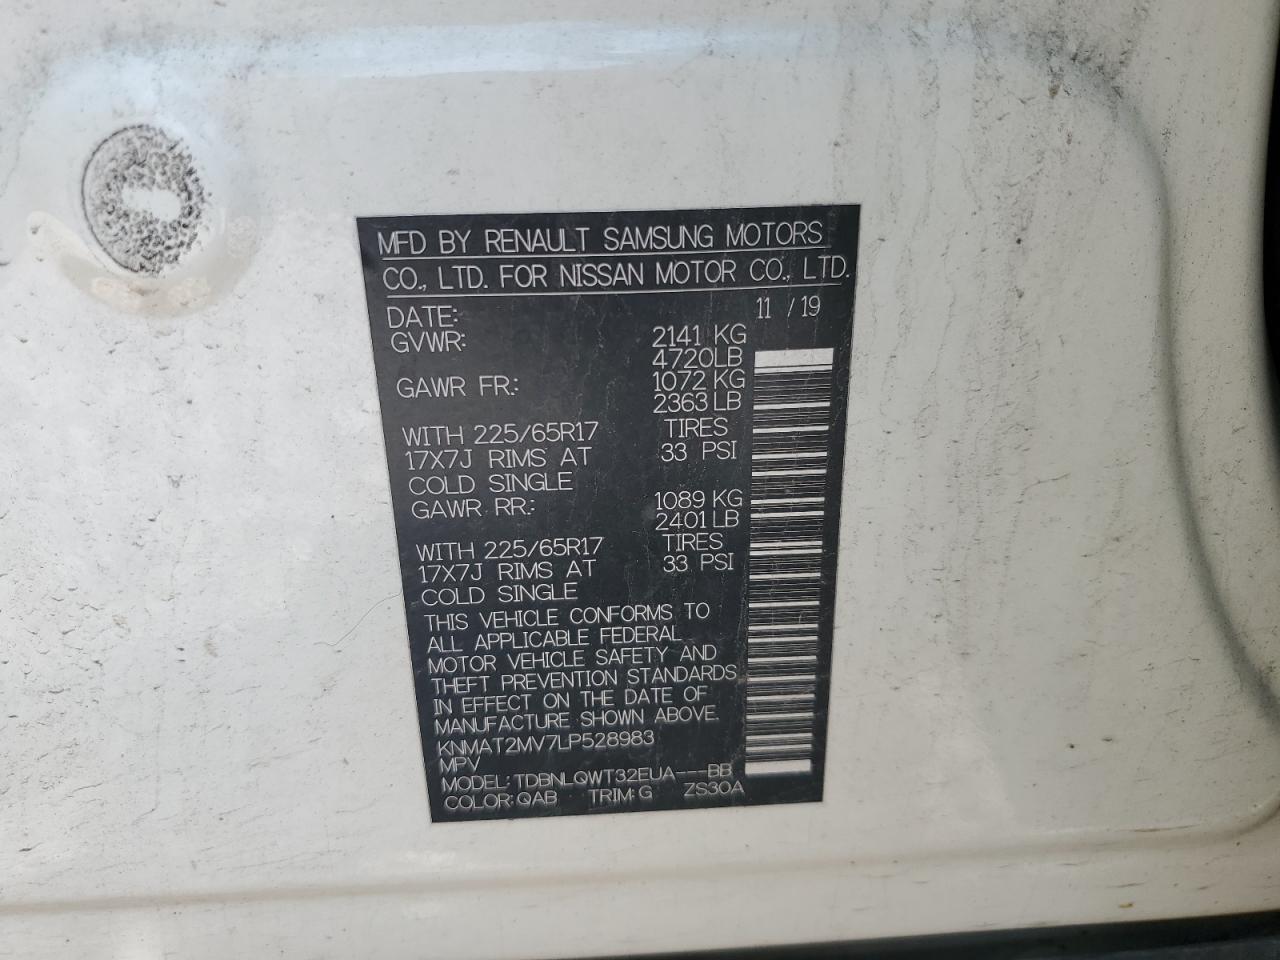 MFD BY RENAULT SAMSUNG MOTORS
CO., LTD. FOR NISSAN MOTOR CO., LTD.
DATE: 11 / 19
GVWR: 2141 KG
4720LB
GAWR FR.: 1072 KG
2363 LB
WITH 225/65R17 TIRES
17X7J RIMS AT 33 PSI
COLD SINGLE
GAWR RR.: 1089 KG
2401 LB
WITH 225/65R17 TIRES
17X7J RIMS AT 33 PSI
COLD SINGLE
THIS VEHICLE CONFORMS TO
ALL APPLICABLE FEDERAL
MOTOR VEHICLE SAFETY AND
THEFT PREVENTION STANDARDS
IN EFFECT ON THE DATE OF
MANUFACTURE SHOWN ABOVE.
KNMAT2MV7LP528983
MPV
MODEL: TDBNLQWT32EUA---BB
COLOR: QAB TRIM: G ZS30A